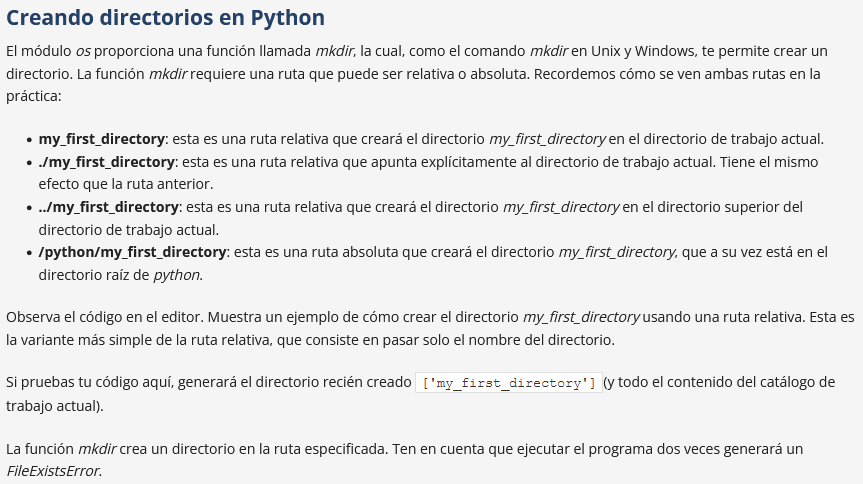 Creando directorios en Python
El módulo os proporciona una función llamada mkdir, la cual, como el comando mkdir en Unix y Windows, te permite crear un
directorio. La función mkdir requiere una ruta que puede ser relativa o absoluta. Recordemos cómo se ven ambas rutas en la
práctica:
• my_first_directory: esta es una ruta relativa que creará el directorio my_first_directory en el directorio de trabajo actual.
• ./my_first_directory: esta es una ruta relativa que apunta explícitamente al directorio de trabajo actual. Tiene el mismo
efecto que la ruta anterior.
• ../my_first_directory: esta es una ruta relativa que creará el directorio my_first_directory en el directorio superior del
directorio de trabajo actual.
• /python/my_first_directory: esta es una ruta absoluta que creará el directorio my_first_directory, que a su vez está en el
directorio raíz de python.
Observa el código en el editor. Muestra un ejemplo de cómo crear el directorio my_first_directory usando una ruta relativa. Esta es
la variante más simple de la ruta relativa, que consiste en pasar solo el nombre del directorio.
Si pruebas tu código aquí, generará el directorio recién creado ['my_first_directory'] (y todo el contenido del catálogo de
trabajo actual).
La función mkdir crea un directorio en la ruta especificada. Ten en cuenta que ejecutar el programa dos veces generará un
FileExistsError.